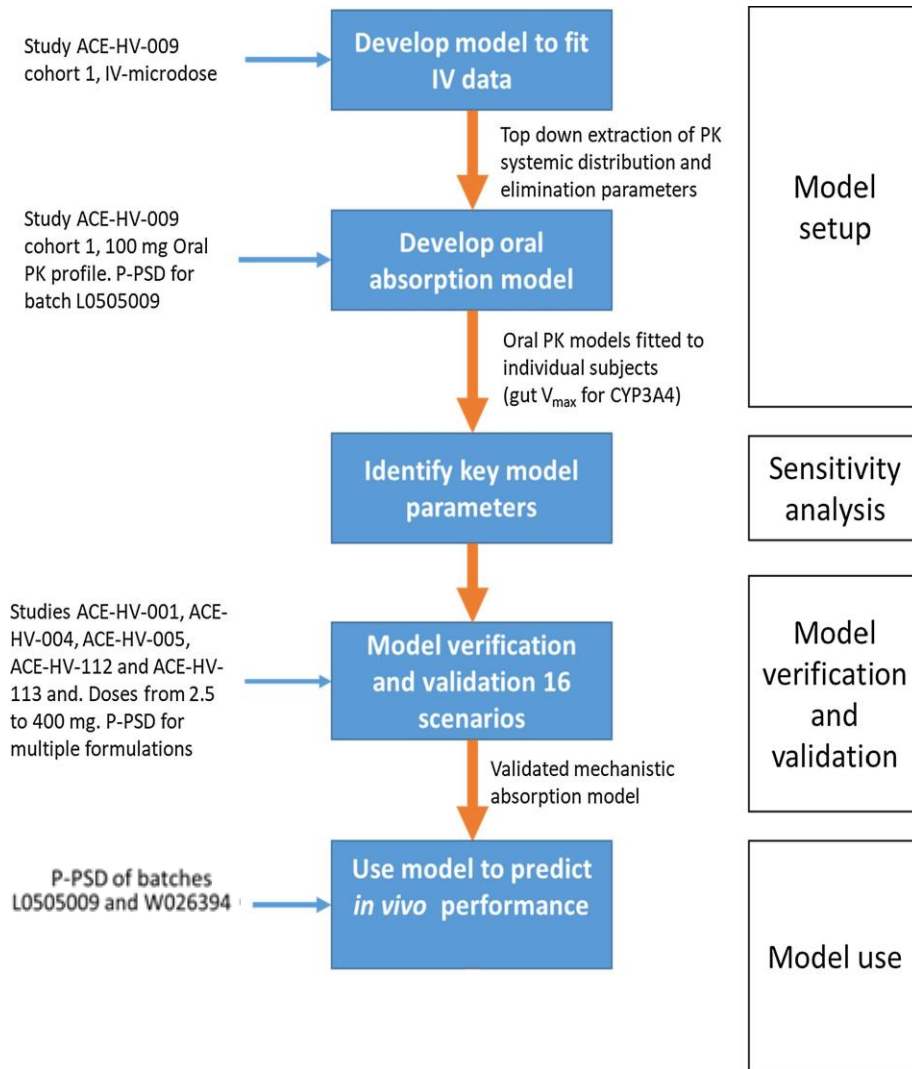 Study ACE-HV-009
cohort 1, IV-microdose
Develop model to fit
IV data
Top down extraction of PK
systemic distribution and
elimination parameters
Model
setup
Study ACE-HV-009
cohort 1, 100 mg Oral
PK profile. P-PSD for
batch L0505009
Develop oral
absorption model
Oral PK models fitted to
individual subjects
(gut Vmax for CYP3A4)
Identify key model
parameters
Sensitivity
analysis
Studies ACE-HV-001, ACE-
HV-004, ACE-HV-005,
ACE-HV-112 and ACE-HV-
113 and. Doses from 2.5
to 400 mg. P-PSD for
multiple formulations
Model verification
and validation 16
scenarios
Model
verification
and
validation
Validated mechanistic
absorption model
P-PSD of batches
L0505009 and W026394
Use model to predict
in vivo performance
Model use